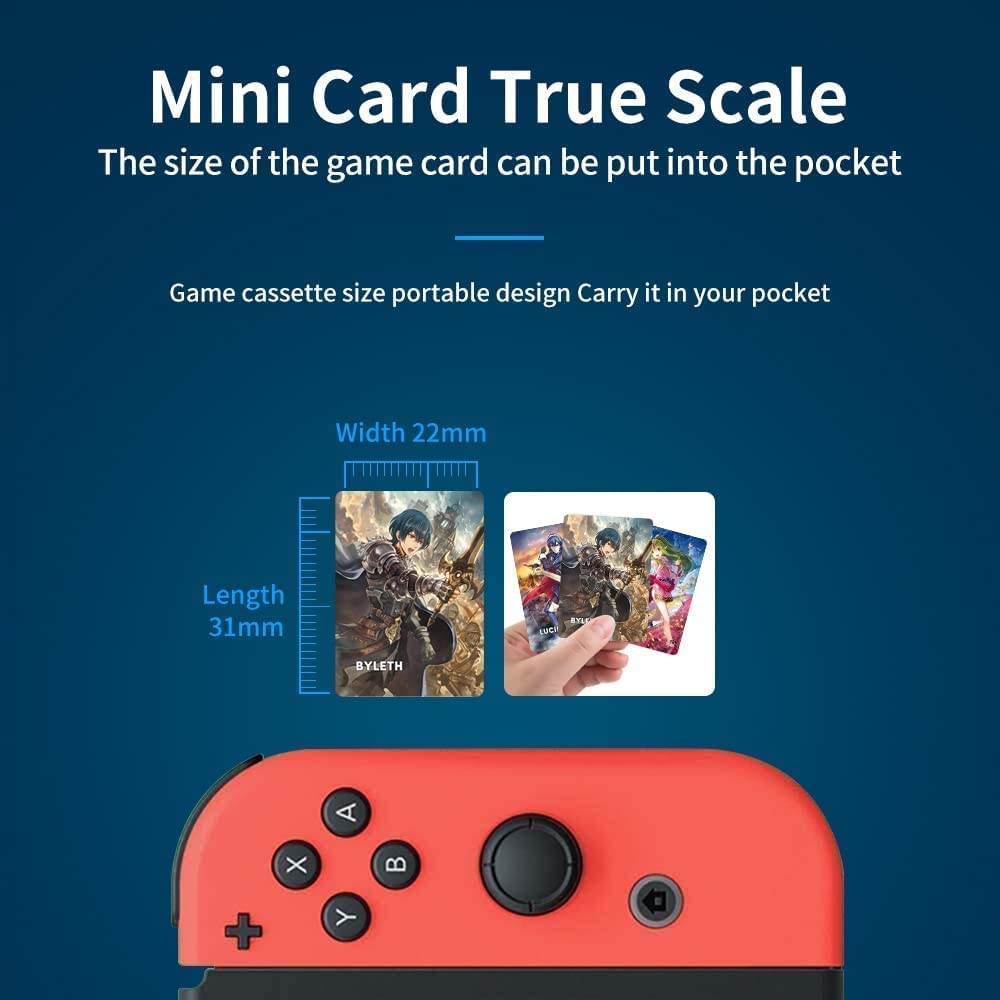 Mini Card True Scale
The size of the game card can be put into the pocket
Game cassette size portable design Carry it in your pocket
Width 22mm
Length
31mm
BYLETH
A
X
B
Y